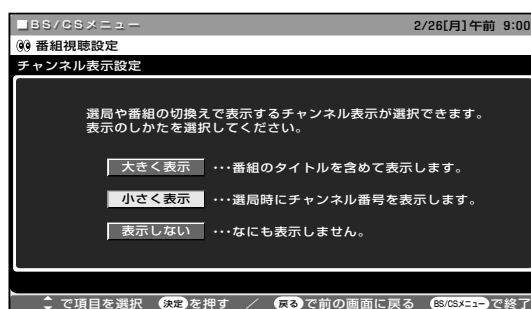 ■BS/CSメニュー 2/26[月]午前 9:00
番組視聴設定
チャンネル表示設定
選局や番組の切換えで表示するチャンネル表示が選択できます。
表示のしかたを選択してください。
大きく表示 ···番組のタイトルを含めて表示します。
小さく表示 ···選局時にチャンネル番号を表示します。
表示しない ···なにも表示しません。
で項目を選択 決定を押す / 戻るで前の画面に戻る BS/CSメニューで終了